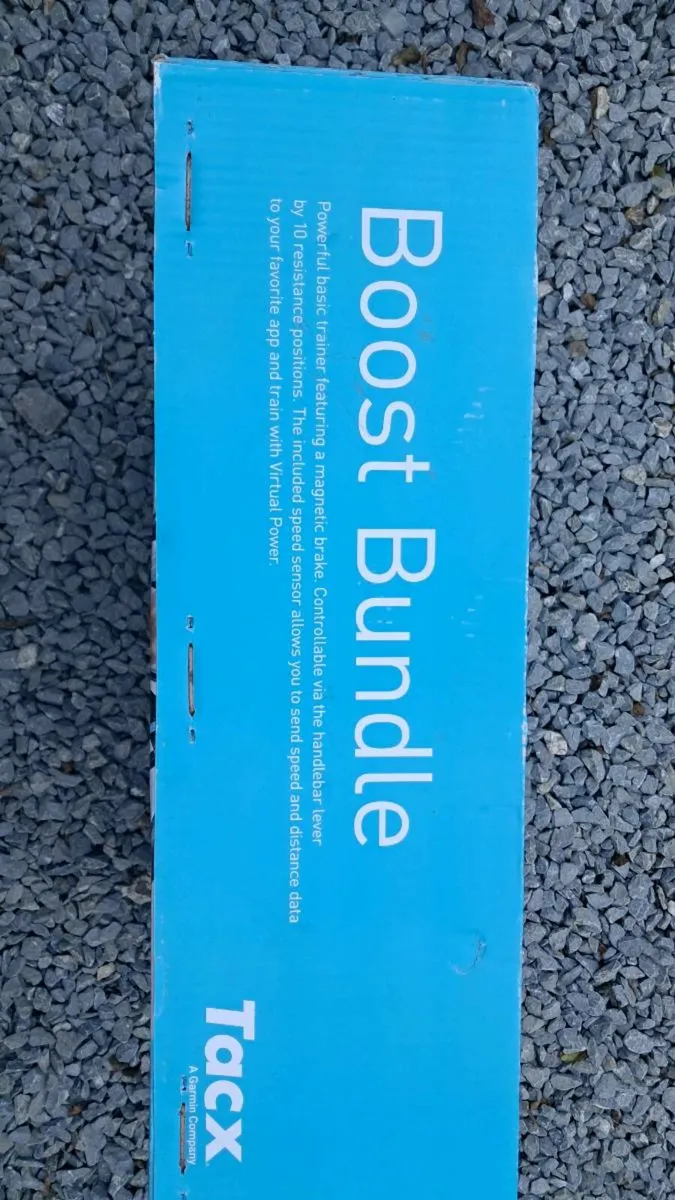 Boost Bundle
Powerful basic trainer featuring a magnetic brake. Controllable via the handlebar lever
by 10 resistance positions. The included speed sensor allows you to send speed and distance data
to your favorite app and train with Virtual Power.
Tacx
A Garmin Company